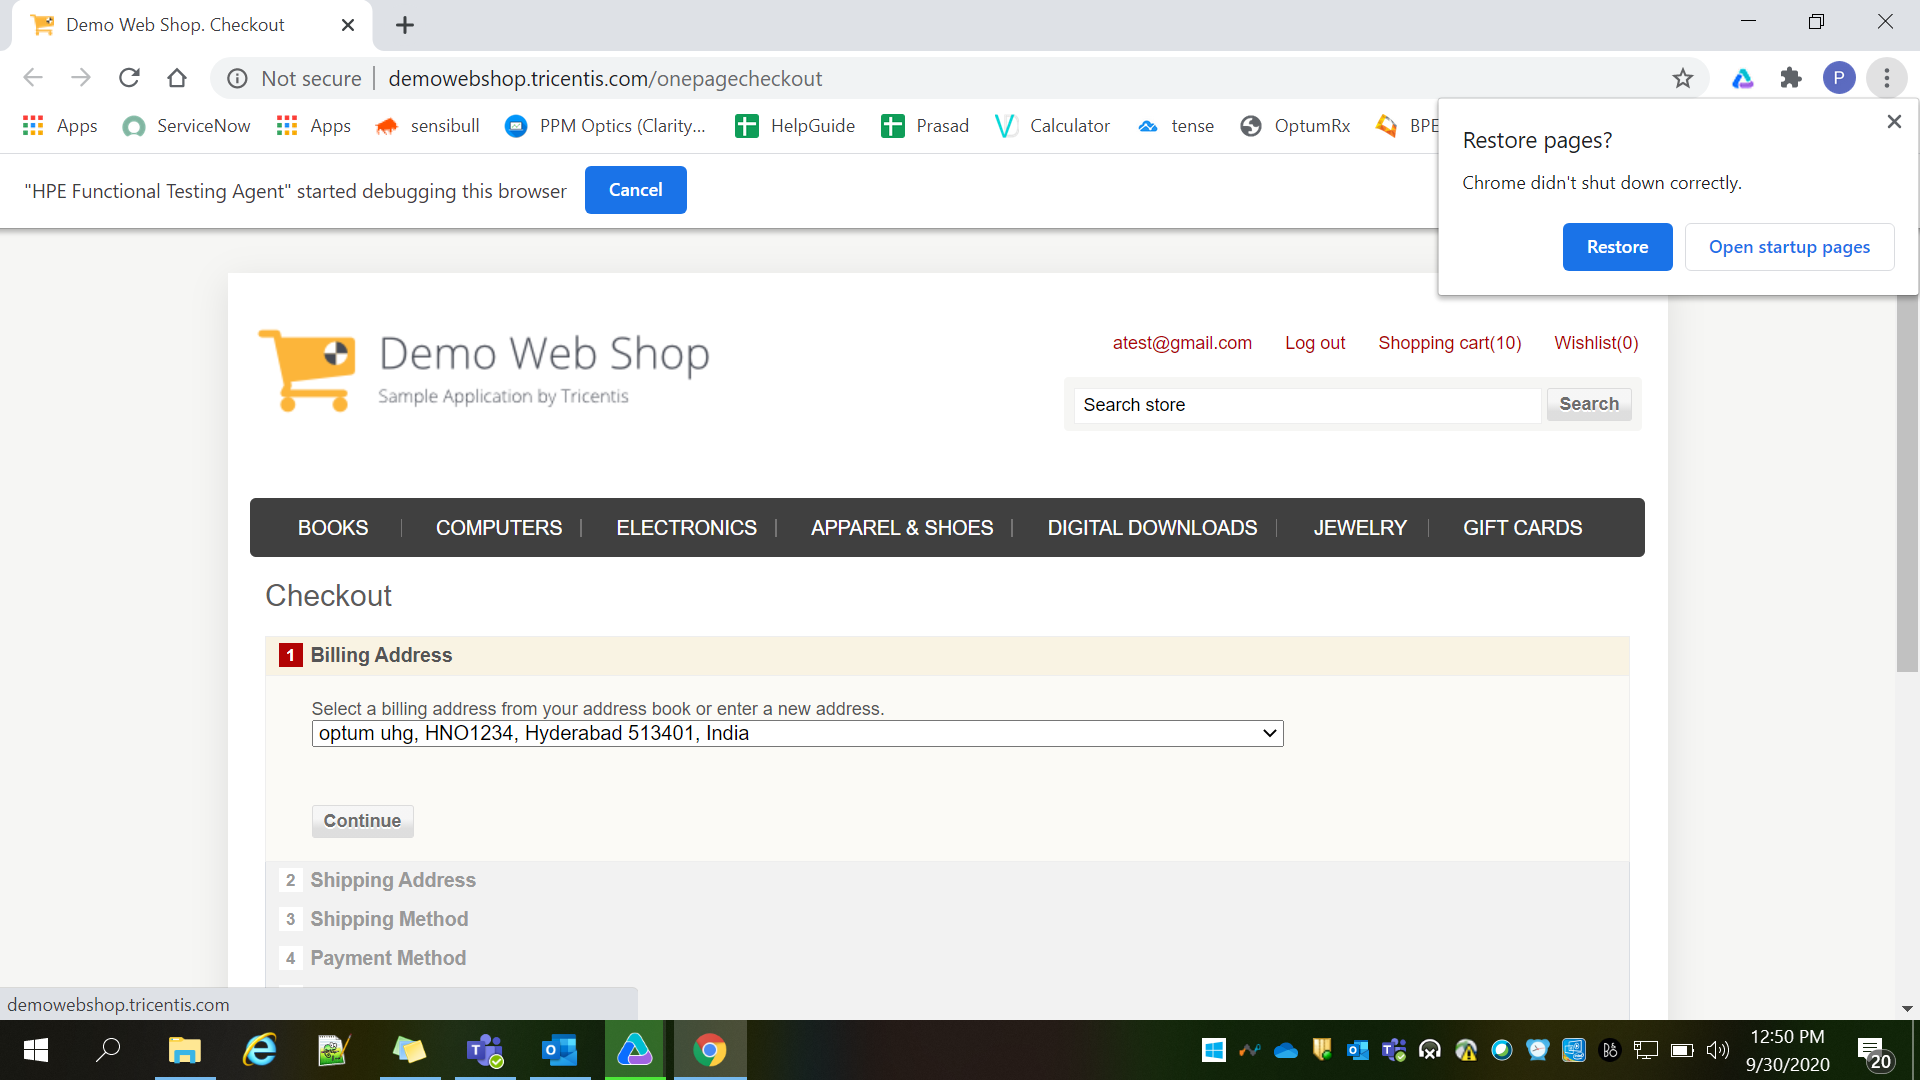 Demo Web Shop. Checkout
Not secure
demowebshop.tricentis.com/onepagecheckout
P
Apps
ServiceNow
Apps
sensibull
PPM Optics (Clarity...
HelpGuide
Prasad
Calculator
tense
OptumRx
BPE
"HPE Functional Testing Agent" started debugging this browser
Cancel
Restore pages?
Chrome didn't shut down correctly.
Restore
Open startup pages
Demo Web Shop
Sample Application by Tricentis
atest@gmail.com
Log out
Shopping cart(10)
Wishlist(0)
Search store
Search
BOOKS
COMPUTERS
ELECTRONICS
APPAREL & SHOES
DIGITAL DOWNLOADS
JEWELRY
GIFT CARDS
Checkout
1 Billing Address
Select a billing address from your address book or enter a new address.
optum uhg, HNO1234, Hyderabad 513401, India
Continue
2 Shipping Address
3 Shipping Method
4 Payment Method
demowebshop.tricentis.com
12:50 PM
9/30/2020
20